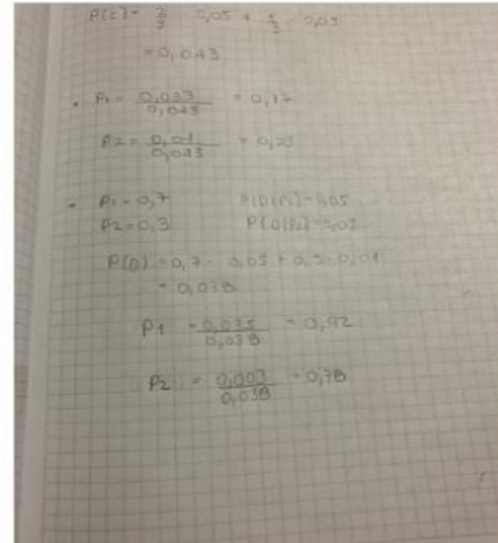 P(C)= 2/3 · 0,05 + 1/3 · 0,03
= 0,043
• P1 = 0,033/0,043 = 0,77
P2 = 0,01/0,043 = 0,23
• P1 = 0,7 P(D|P1)=0,05
P2 = 0,3 P(D|P2)=0,01
P(D) = 0,7 · 0,05 + 0,3 · 0,01
= 0,038
P1 = 0,035/0,038 = 0,92
P2 = 0,003/0,038 = 0,78